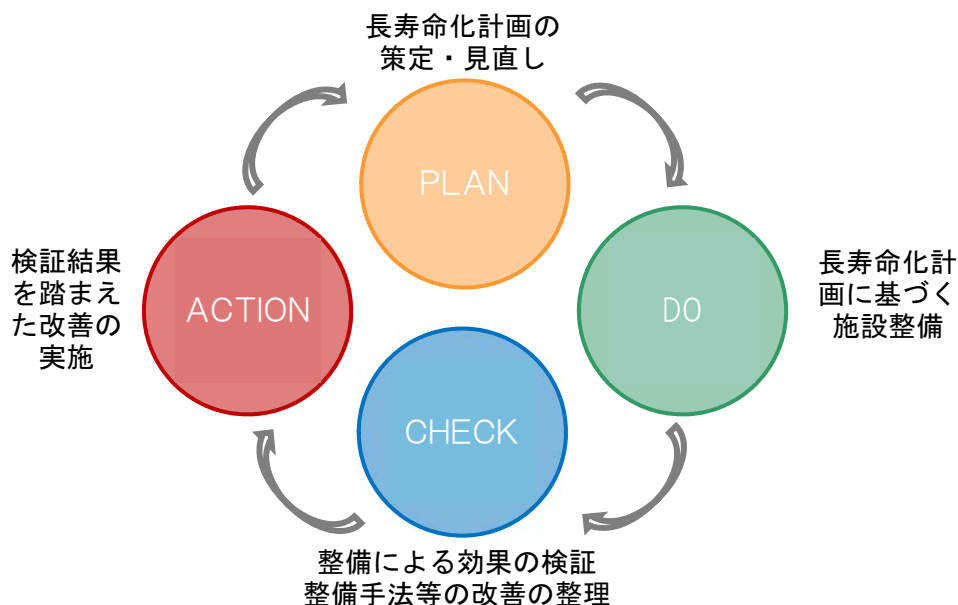 長寿命化計画の
策定・見直し
PLAN
DO
長寿命化計
画に基づく
施設整備
CHECK
整備による効果の検証
整備手法等の改善の整理
ACTION
検証結果
を踏まえ
た改善の
実施